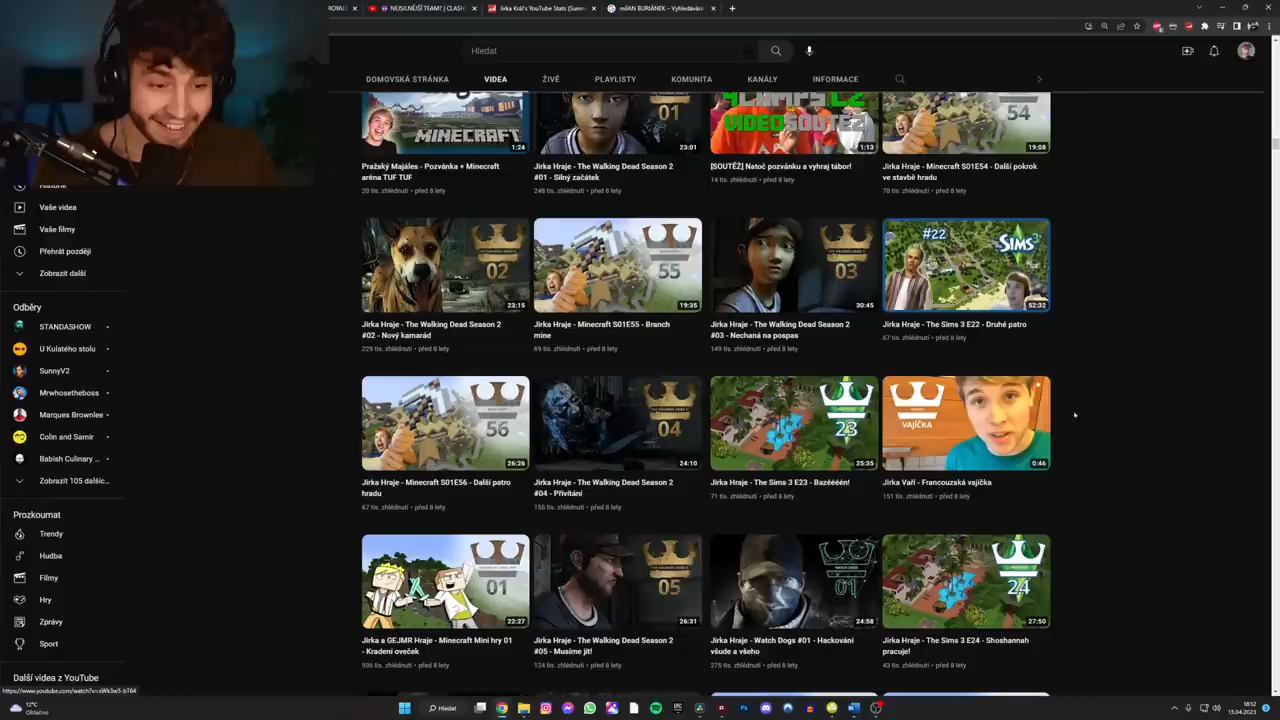 NEJSILNĚJŠÍ TEAM? | CLASH
Jirka Král's YouTube Stats (Summ
milAN BURIÁNEK – Vyhledávání
Hledat
DOMOVSKÁ STRÁNKA
VIDEA
ŽIVĚ
PLAYLISTY
KOMUNITA
KANÁLY
INFORMACE
MINECRAFT
1:24
01
23:01
VIDEOSOUTĚŽ
1:13
54
19:08
Pražský Majáles - Pozvánka + Minecraft
aréna TUF TUF
20 tis. zhlédnutí • před 8 lety
Jirka Hraje - The Walking Dead Season 2
#01 - Silný začátek
248 tis. zhlédnutí • před 8 lety
[SOUTĚŽ] Natoč pozvánku a vyhraj tábor!
14 tis. zhlédnutí • před 8 lety
Jirka Hraje - Minecraft S01E54 - Další pokrok
ve stavbě hradu
78 tis. zhlédnutí • před 8 lety
Historie
Vaše videa
Vaše filmy
Přehrát později
Zobrazit další
Odběry
STANDASHOW
U Kulatého stolu
SunnyV2
Mrwhosetheboss
Marques Brownlee
Colin and Samir
Babish Culinary ...
Zobrazit 105 dalšíc...
Prozkoumat
Trendy
Hudba
Filmy
Hry
Zprávy
Sport
Další videa z YouTube
02
23:15
55
19:35
03
30:45
#22
SIMS
52:32
Jirka Hraje - The Walking Dead Season 2
#02 - Nový kamarád
229 tis. zhlédnutí • před 8 lety
Jirka Hraje - Minecraft S01E55 - Branch
mine
69 tis. zhlédnutí • před 8 lety
Jirka Hraje - The Walking Dead Season 2
#03 - Nechaná na pospas
149 tis. zhlédnutí • před 8 lety
Jirka Hraje - The Sims 3 E22 - Druhé patro
67 tis. zhlédnutí • před 8 lety
56
26:26
04
24:10
23
25:35
VAJÍČKA
0:46
Jirka Hraje - Minecraft S01E56 - Další patro
hradu
67 tis. zhlédnutí • před 8 lety
Jirka Hraje - The Walking Dead Season 2
#04 - Přivítání
155 tis. zhlédnutí • před 8 lety
Jirka Hraje - The Sims 3 E23 - Bazéééén!
71 tis. zhlédnutí • před 8 lety
Jirka Vaří - Francouzská vajíčka
151 tis. zhlédnutí • před 8 lety
01
22:27
05
26:31
01
24:58
24
27:50
Jirka a GEJMR Hraje - Minecraft Mini hry 01
- Kradení oveček
936 tis. zhlédnutí • před 8 lety
Jirka Hraje - The Walking Dead Season 2
#05 - Musíme jít!
124 tis. zhlédnutí • před 8 lety
Jirka Hraje - Watch Dogs #01 - Hackování
všude a všeho
275 tis. zhlédnutí • před 8 lety
Jirka Hraje - The Sims 3 E24 - Shoshannah
pracuje!
43 tis. zhlédnutí • před 8 lety
12°C
Oblačno
Hledat
18:12
13.04.2023